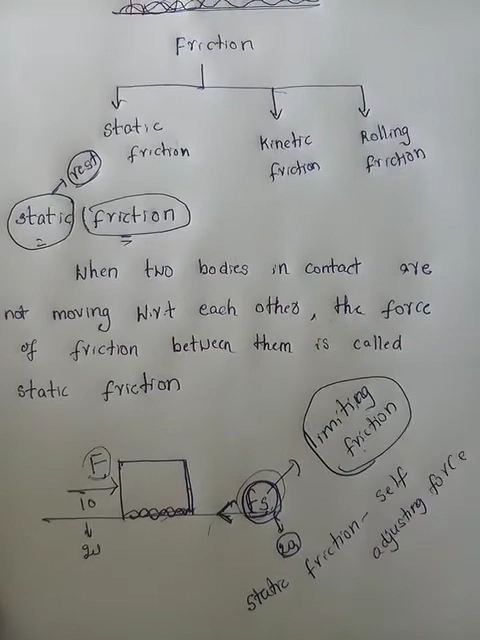 Friction
static
friction
Kinetic
friction
Rolling
friction
rest
static friction
When two bodies in contact are
not moving w.r.t each other, the force
of friction between them is called
static friction
limiting
friction
F
10
fs
20
20
static friction - self
adjusting force